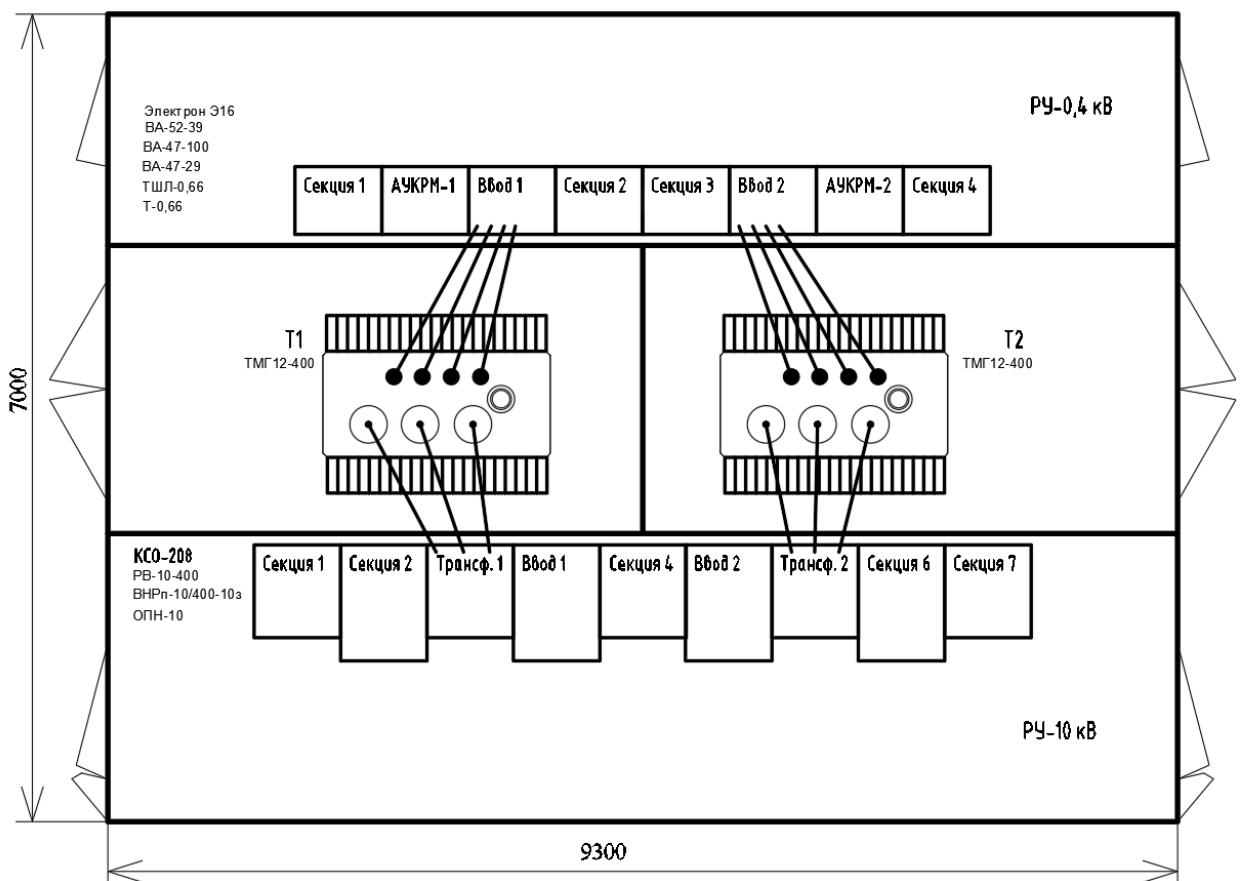 Электрон Э16
ВА-52-39
ВА-47-100
ВА-47-29
ТШЛ-0,66
Т-0,66
РУ-0,4 кВ
Секция 1 АУКРМ-1 Ввод 1 Секция 2 Секция 3 Ввод 2 АУКРМ-2 Секция 4
Т1
ТМГ12-400
Т2
ТМГ12-400
7000
КСО-208
РВ-10-400
ВНРп-10/400-10з
ОПН-10
Секция 1 Секция 2 Трансф. 1 Ввод 1 Секция 4 Ввод 2 Трансф. 2 Секция 6 Секция 7
РУ-10 кВ
9300